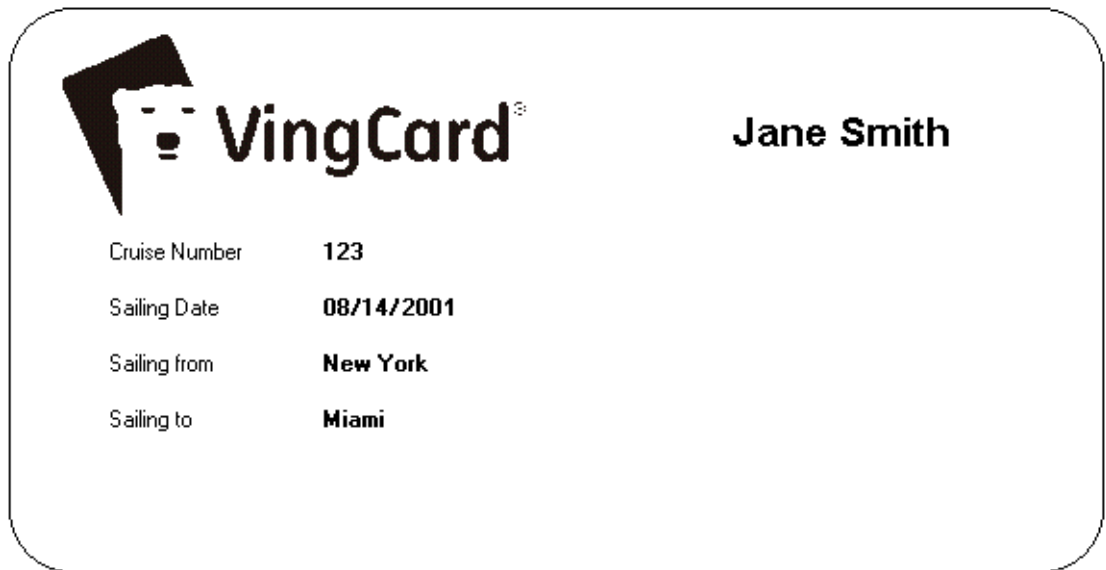 VingCard®
Jane Smith
Cruise Number 123
Sailing Date 08/14/2001
Sailing from New York
Sailing to Miami